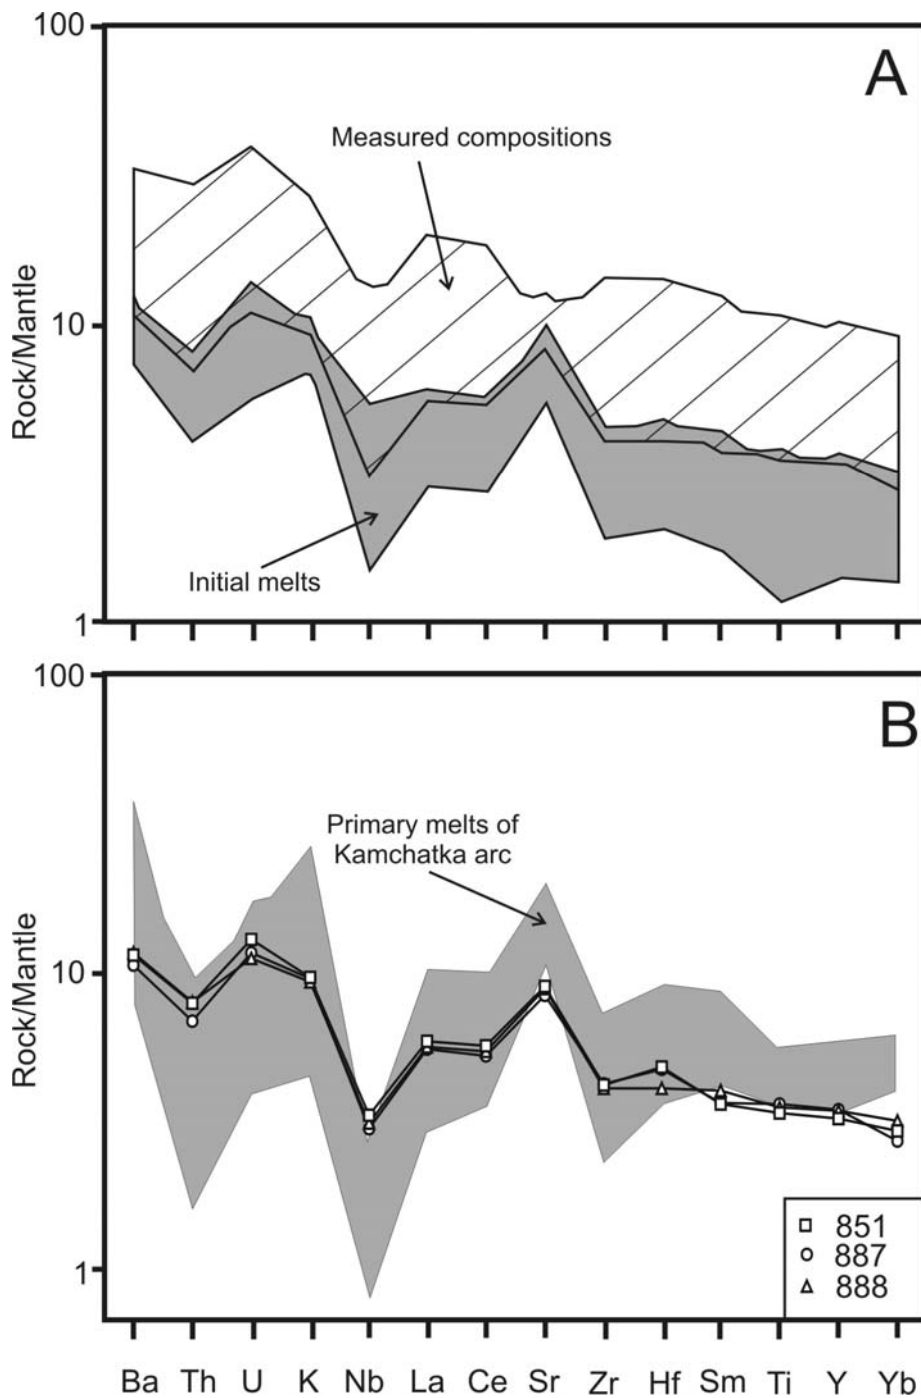 100
A
Measured compositions
Rock/Mantle
10
Initial melts
1
100
B
Primary melts of
Kamchatka arc
Rock/Mantle
10
1
851
887
888
Ba Th U K Nb La Ce Sr Zr Hf Sm Ti Y Yb